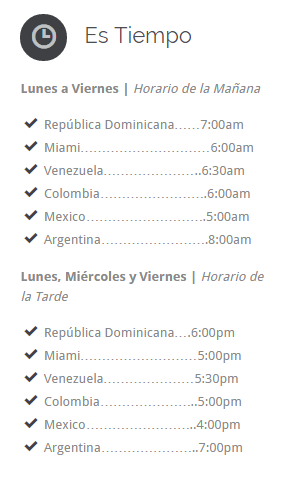 Es Tiempo
Lunes a Viernes | Horario de la Mañana
República Dominicana……7:00am
Miami…………………………….6:00am
Venezuela……………………..6:30am
Colombia……………………….6:00am
Mexico…………………………..5:00am
Argentina……………………….8:00am
Lunes, Miércoles y Viernes | Horario de
la Tarde
República Dominicana….6:00pm
Miami…………………………5:00pm
Venezuela……………………5:30pm
Colombia……………………..5:00pm
Mexico………………………..4:00pm
Argentina……………………..7:00pm